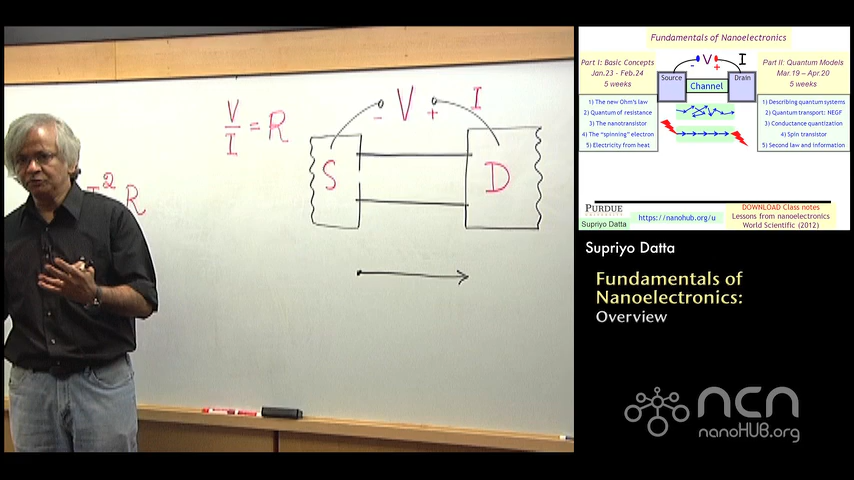 V/I = R
I² R
- V +
I
S
D
Fundamentals of Nanoelectronics
Part I: Basic Concepts
Jan.23 - Feb.24
5 weeks
- V +
I
Source
Channel
Drain
Part II: Quantum Models
Mar.19 – Apr.20
5 weeks
1) The new Ohm's law
2) Quantum of resistance
3) The nanotransistor
4) The "spinning" electron
5) Electricity from heat
1) Describing quantum systems
2) Quantum transport: NEGF
3) Conductance quantization
4) Spin transistor
5) Second law and information
PURDUE
Supriyo Datta
https://nanohub.org/u
DOWNLOAD Class notes
Lessons from nanoelectronics
World Scientific (2012)
Supriyo Datta
Fundamentals of
Nanoelectronics:
Overview
ncn
nanoHUB.org